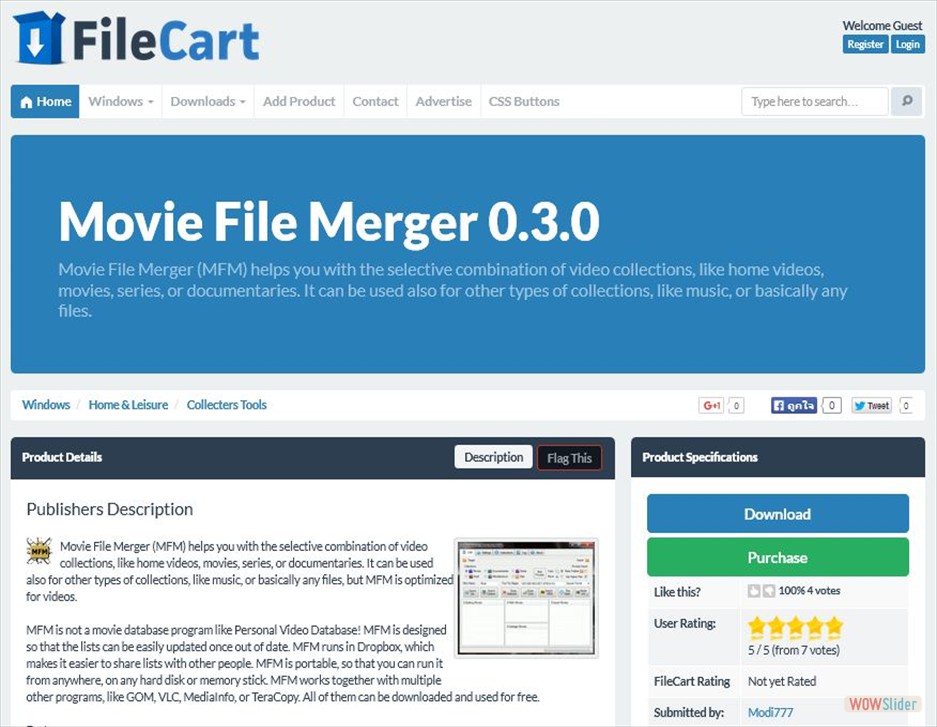 FileCart
Welcome Guest
Register Login
Home Windows Downloads Add Product Contact Advertise CSS Buttons Type here to search...
Movie File Merger 0.3.0
Movie File Merger (MFM) helps you with the selective combination of video collections, like home videos,
movies, series, or documentaries. It can be used also for other types of collections, like music, or basically any
files.
Windows / Home & Leisure / Collecters Tools
G+1 0 ถูกใจ 0 Tweet 0
Product Details Description Flag This
Publishers Description
MFM
Movie File Merger (MFM) helps you with the selective combination of video
collections, like home videos, movies, series, or documentaries. It can be used
also for other types of collections, like music, or basically any files, but MFM is optimized
for videos.
MFM is not a movie database program like Personal Video Database! MFM is designed
so that the lists can be easily updated once out of date. MFM runs in Dropbox, which
makes it easier to share lists with other people. MFM is portable, so that you can run it
from anywhere, on any hard disk or memory stick. MFM works together with multiple
other programs, like GOM, VLC, MediaInfo, or TeraCopy. All of them can be downloaded and used for free.
Product Specifications
Download
Purchase
Like this? 100% 4 votes
User Rating:
5 / 5 (from 7 votes)
FileCart Rating Not yet Rated
Submitted by: Modi777
WOWSlider